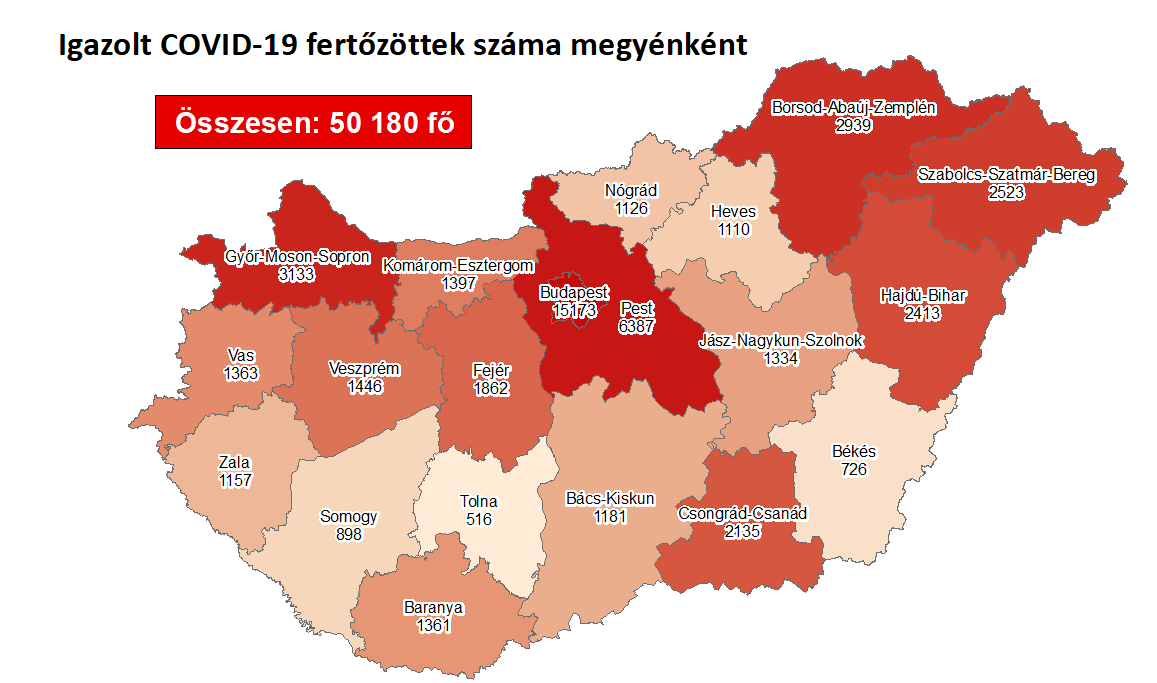 Igazolt COVID-19 fertőzöttek száma megyénként
Összesen: 50 180 fő
Borsod-Abaúj-Zemplén
2939
Szabolcs-Szatmár-Bereg
2523
Nógrád
1126
Heves
1110
Győr-Moson-Sopron
3133
Komárom-Esztergom
1397
Budapest
15173
Pest
6387
Hajdú-Bihar
2413
Jász-Nagykun-Szolnok
1334
Vas
1363
Veszprém
1446
Fejér
1862
Békés
726
Zala
1157
Tolna
516
Bács-Kiskun
1181
Csongrád-Csanád
2135
Somogy
898
Baranya
1361